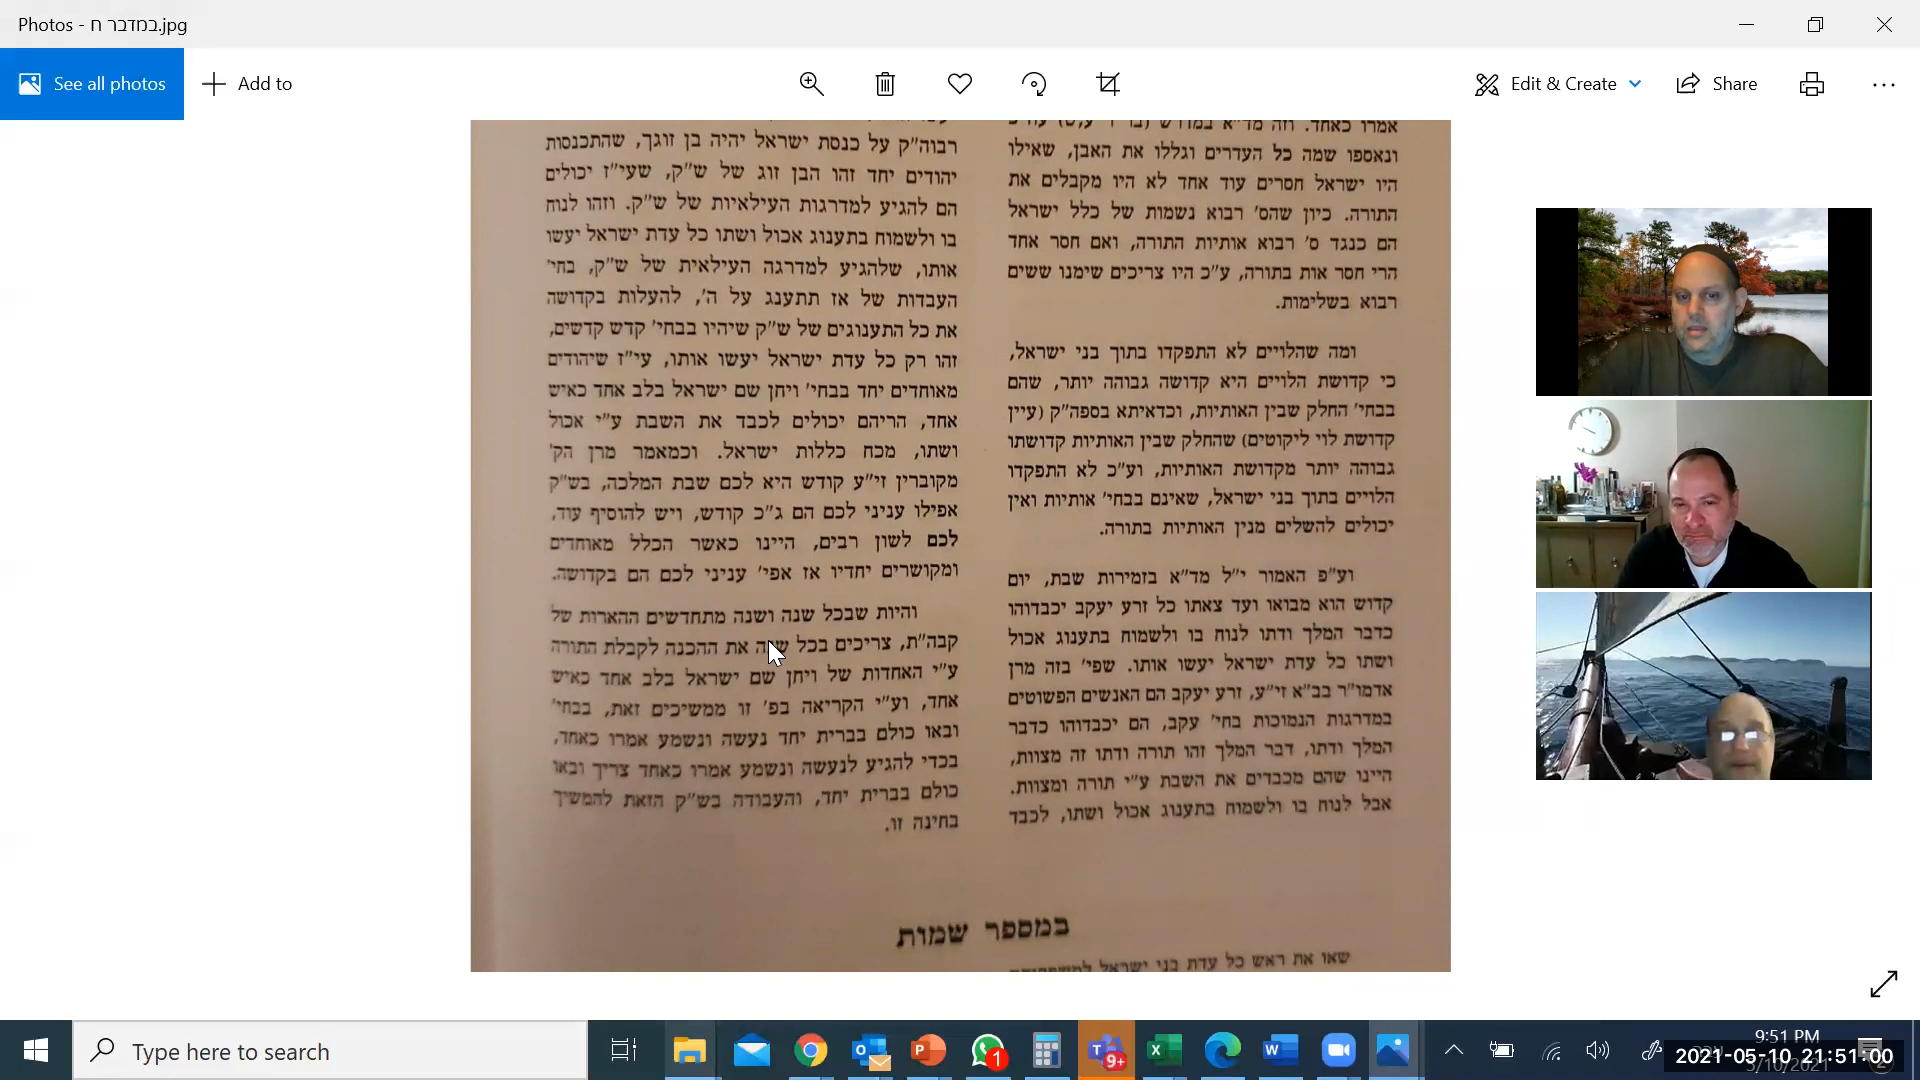 Photos - במדבר ח.jpg
See all photos
Add to
Edit & Create
Share
אמרו כאחד. וזה מד״א במדרש
ונאספו שמה כל העדרים וגללו את האבן, שאילו
היו ישראל חסרים עוד אחד לא היו מקבלים את
התורה. כיון שהס׳ רבוא נשמות של כלל ישראל
הם כנגד ס׳ רבוא אותיות התורה, ואם חסר אחד
הרי חסר אות בתורה, ע״כ היו צריכים שימנו ששים
רבוא בשלימות.
ומה שהלויים לא התפקדו בתוך בני ישראל,
כי קדושת הלויים היא קדושה גבוהה יותר, שהם
בבחי׳ החלק שבין האותיות, וכדאיתא בספה״ק (עיין
קדושת לוי ליקוטים) שהחלק שבין האותיות קדושתו
גבוהה יותר מקדושת האותיות, וע״כ לא התפקדו
הלויים בתוך בני ישראל, שאינם בבחי׳ אותיות ואין
יכולים להשלים מנין האותיות בתורה.
וע״פ האמור י״ל מד״א בזמירות שבת, יום
קדוש הוא מבואו ועד צאתו כל זרע יעקב יכבדוהו
כדבר המלך ודתו לנוח בו ולשמוח בתענוג אכול
ושתו כל עדת ישראל יעשו אותו. שפי׳ בזה מרן
אדמו״ר בב״א זי״ע, זרע יעקב הם האנשים הפשוטים
במדרגות הנמוכות בחי׳ עקב, הם יכבדוהו כדבר
המלך ודתו, דבר המלך זהו תורה ודתו זה מצוות,
היינו שהם מכבדים את השבת ע״י תורה ומצוות.
אבל לנוח בו ולשמוח בתענוג אכול ושתו, לכבד
רבוה״ק על כנסת ישראל יהיה בן זוגך, שהתכנסות
יהודים יחד זהו הבן זוג של ש״ק, שעי״ז יכולים
הם להגיע למדרגות העילאיות של ש״ק. וזהו לנוח
בו ולשמוח בתענוג אכול ושתו כל עדת ישראל יעשו
אותו, שלהגיע למדרגה העילאית של ש״ק, בחי׳
העבדות של אז תתענג על ה׳, להעלות בקדושה
את כל התענוגים של ש״ק שיהיו בבחי׳ קדש קדשים,
זהו רק כל עדת ישראל יעשו אותו, עי״ז שיהודים
מאוחדים יחד בבחי׳ ויחן שם ישראל בלב אחד כאיש
אחד, הריהם יכולים לכבד את השבת ע״י אכול
ושתו, מכח כללות ישראל. וכמאמר מרן הק׳
מקוברין זי״ע קודש היא לכם שבת המלכה, בש״ק
אפילו עניני לכם הם ג״כ קודש, ויש להוסיף עוד,
לכם לשון רבים, היינו כאשר הכלל מאוחדים
ומקושרים יחדיו אז אפי׳ עניני לכם הם בקדושה.
והיות שבכל שנה ושנה מתחדשים ההארות של
קבה״ת, צריכים בכל שנה את ההכנה לקבלת התורה
ע״י האחדות של ויחן שם ישראל בלב אחד כאיש
אחד, וע״י הקריאה בפ׳ זו ממשיכים זאת, בבחי׳
ובאו כולם בברית יחד נעשה ונשמע אמרו כאחד,
בכדי להגיע לנעשה ונשמע אמרו כאחד צריך ובאו
כולם בברית יחד, והעבודה בש״ק הזאת להמשיך
בחינה זו.
במספר שמות
שאו את ראש כל עדת בני ישראל למשפחותם
Type here to search
1
9+
9:51 PM
2021-05-10 21:51:00